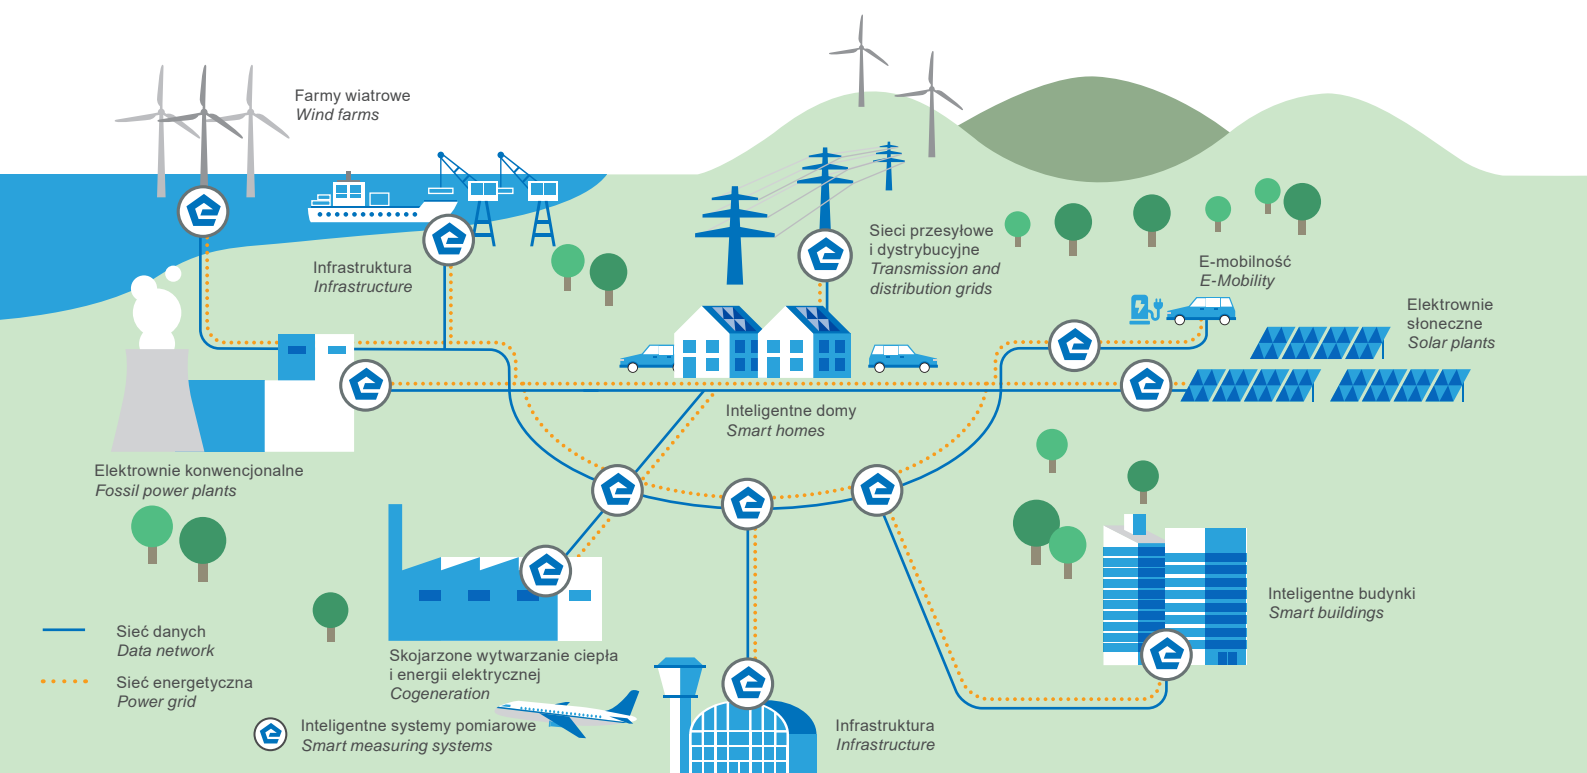 Farmy wiatrowe
Wind farms
Infrastruktura
Infrastructure
Sieci przesyłowe
i dystrybucyjne
Transmission and
distribution grids
E-mobilność
E-Mobility
Elektrownie
słoneczne
Solar plants
Inteligentne domy
Smart homes
Elektrownie konwencjonalne
Fossil power plants
Inteligentne budynki
Smart buildings
Sieć danych
Data network
Sieć energetyczna
Power grid
Skojarzone wytwarzanie ciepła
i energii elektrycznej
Cogeneration
Inteligentne systemy pomiarowe
Smart measuring systems
Infrastruktura
Infrastructure